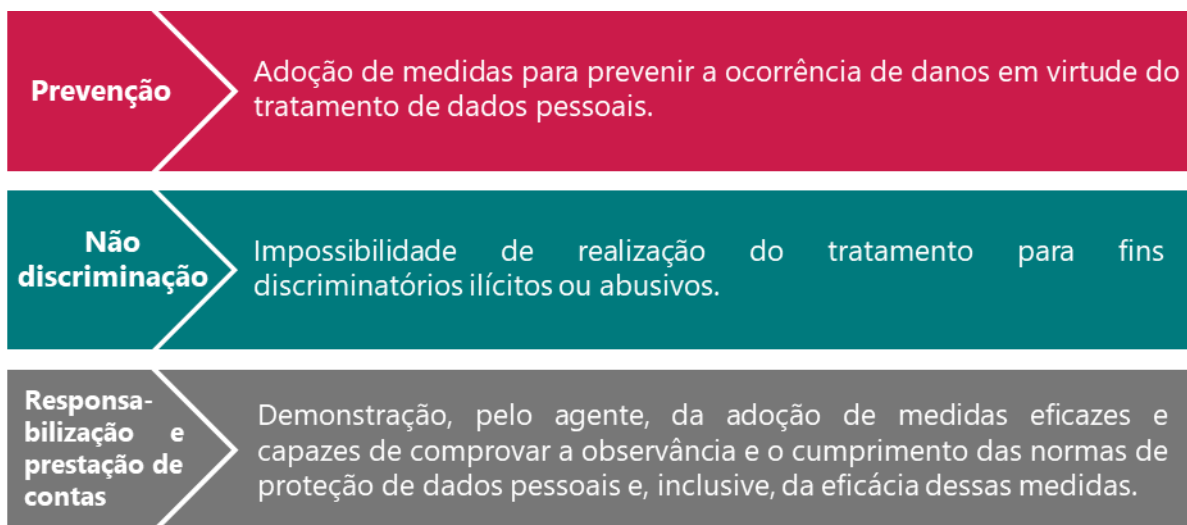 Prevenção
Adoção de medidas para prevenir a ocorrência de danos em virtude do
tratamento de dados pessoais.
Não
discriminação
Impossibilidade de realização do tratamento para fins
discriminatórios ilícitos ou abusivos.
Responsa-
bilização e
prestação de
contas
Demonstração, pelo agente, da adoção de medidas eficazes e
capazes de comprovar a observância e o cumprimento das normas de
proteção de dados pessoais e, inclusive, da eficácia dessas medidas.